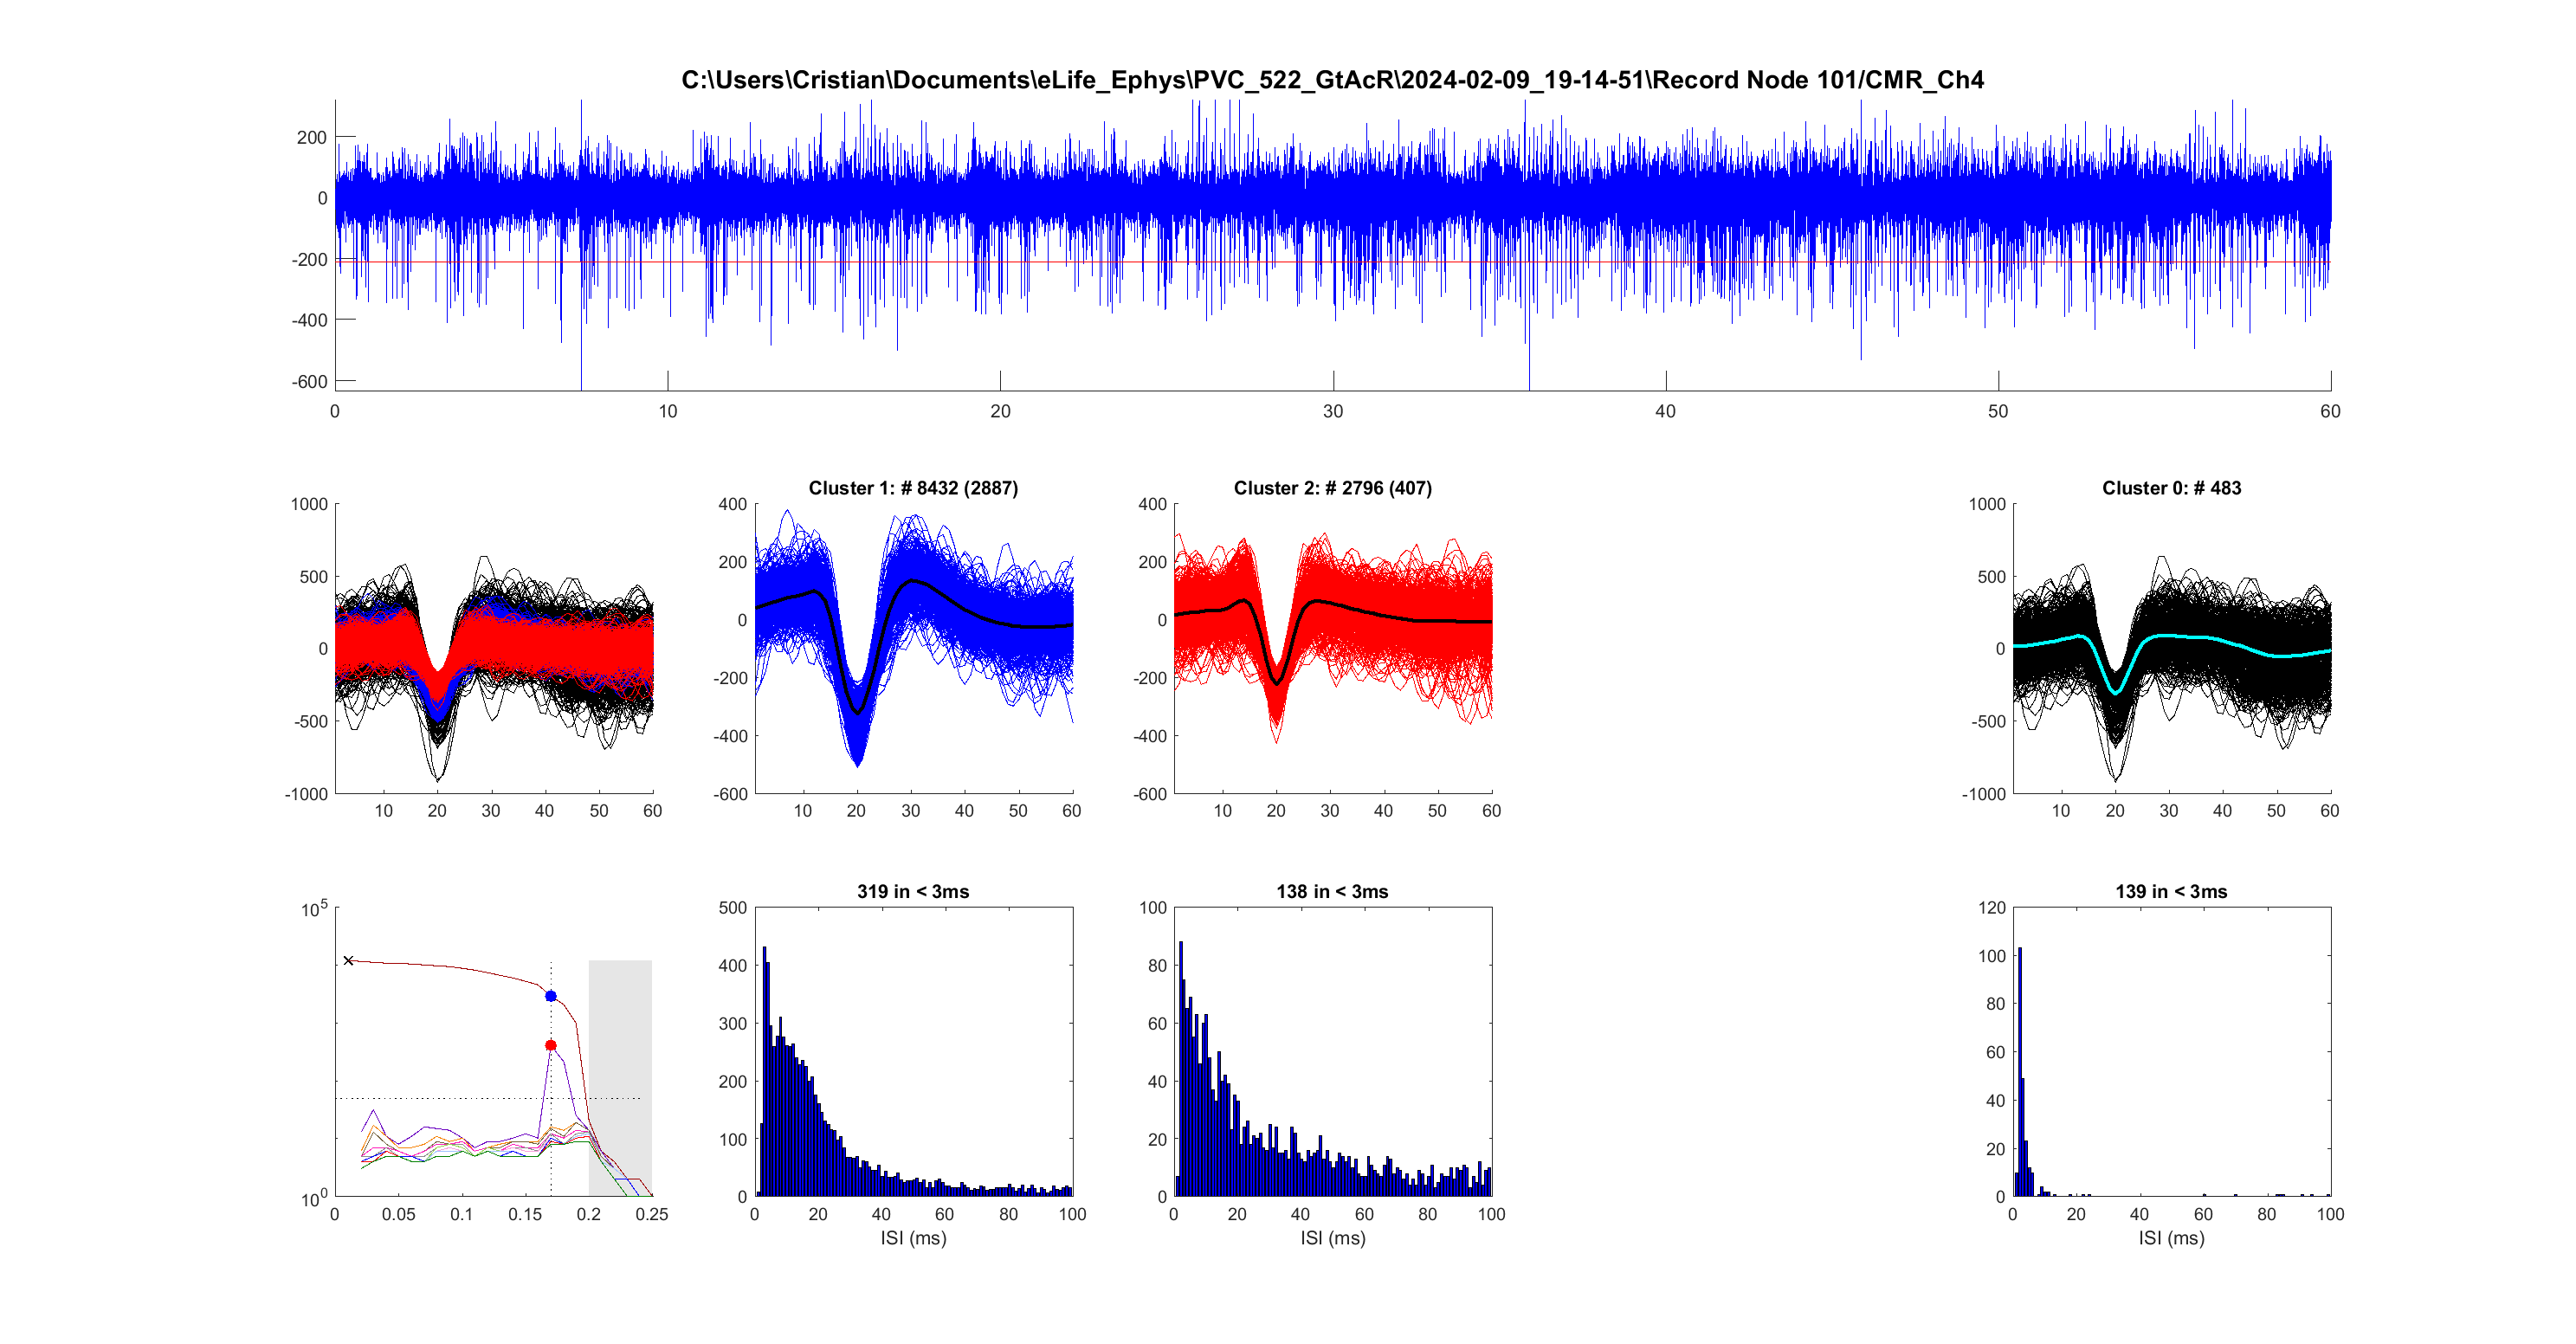 C:\Users\Cristian\Documents\eLife_Ephys\PVC_522_GtAcR\2024-02-09_19-14-51\Record Node 101/CMR_Ch4
200
0
-200
-400
-600
0 10 20 30 40 50 60
Cluster 1: # 8432 (2887)
Cluster 2: # 2796 (407)
Cluster 0: # 483
1000
500
0
-500
-1000
10 20 30 40 50 60
400
200
0
-200
-400
-600
10 20 30 40 50 60
400
200
0
-200
-400
-600
10 20 30 40 50 60
1000
500
0
-500
-1000
10 20 30 40 50 60
10^5
10^0
0 0.05 0.1 0.15 0.2 0.25
319 in < 3ms
500
400
300
200
100
0
0 20 40 60 80 100
ISI (ms)
138 in < 3ms
100
80
60
40
20
0
0 20 40 60 80 100
ISI (ms)
139 in < 3ms
120
100
80
60
40
20
0
0 20 40 60 80 100
ISI (ms)